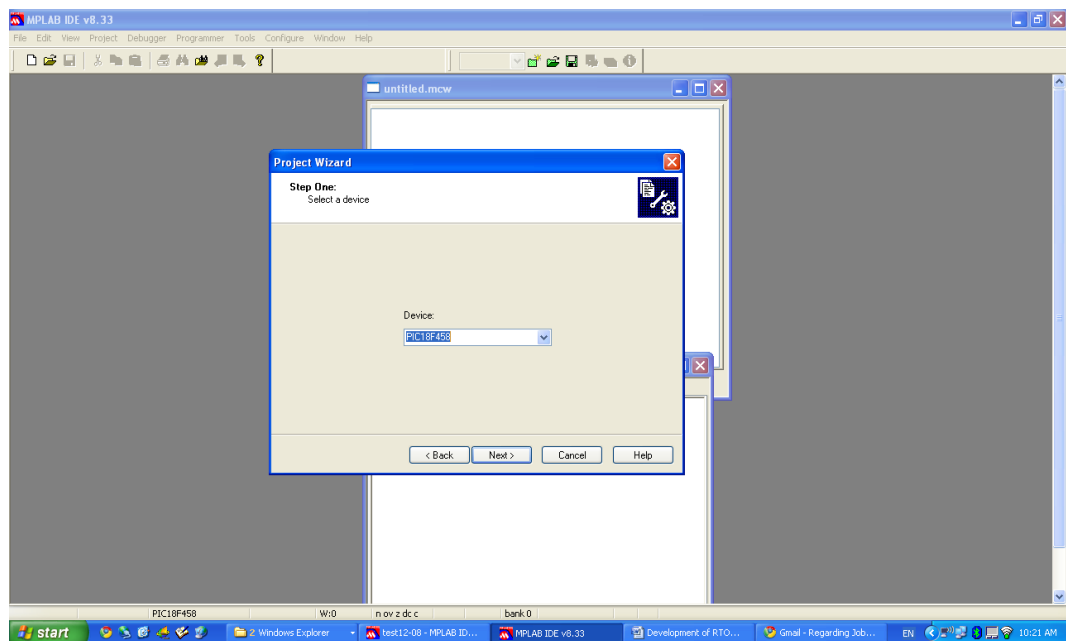 MPLAB IDE v8.33
File Edit View Project Debugger Programmer Tools Configure Window Help
untitled.mcw
Project Wizard
Step One:
Select a device
Device:
PIC18F458
< Back Next > Cancel Help
PIC18F458 W:0 n ov z dc c bank 0
start 2 Windows Explorer test12-08 - MPLAB ID... MPLAB IDE v8.33 Development of RTO... Gmail - Regarding Job... EN 10:21 AM